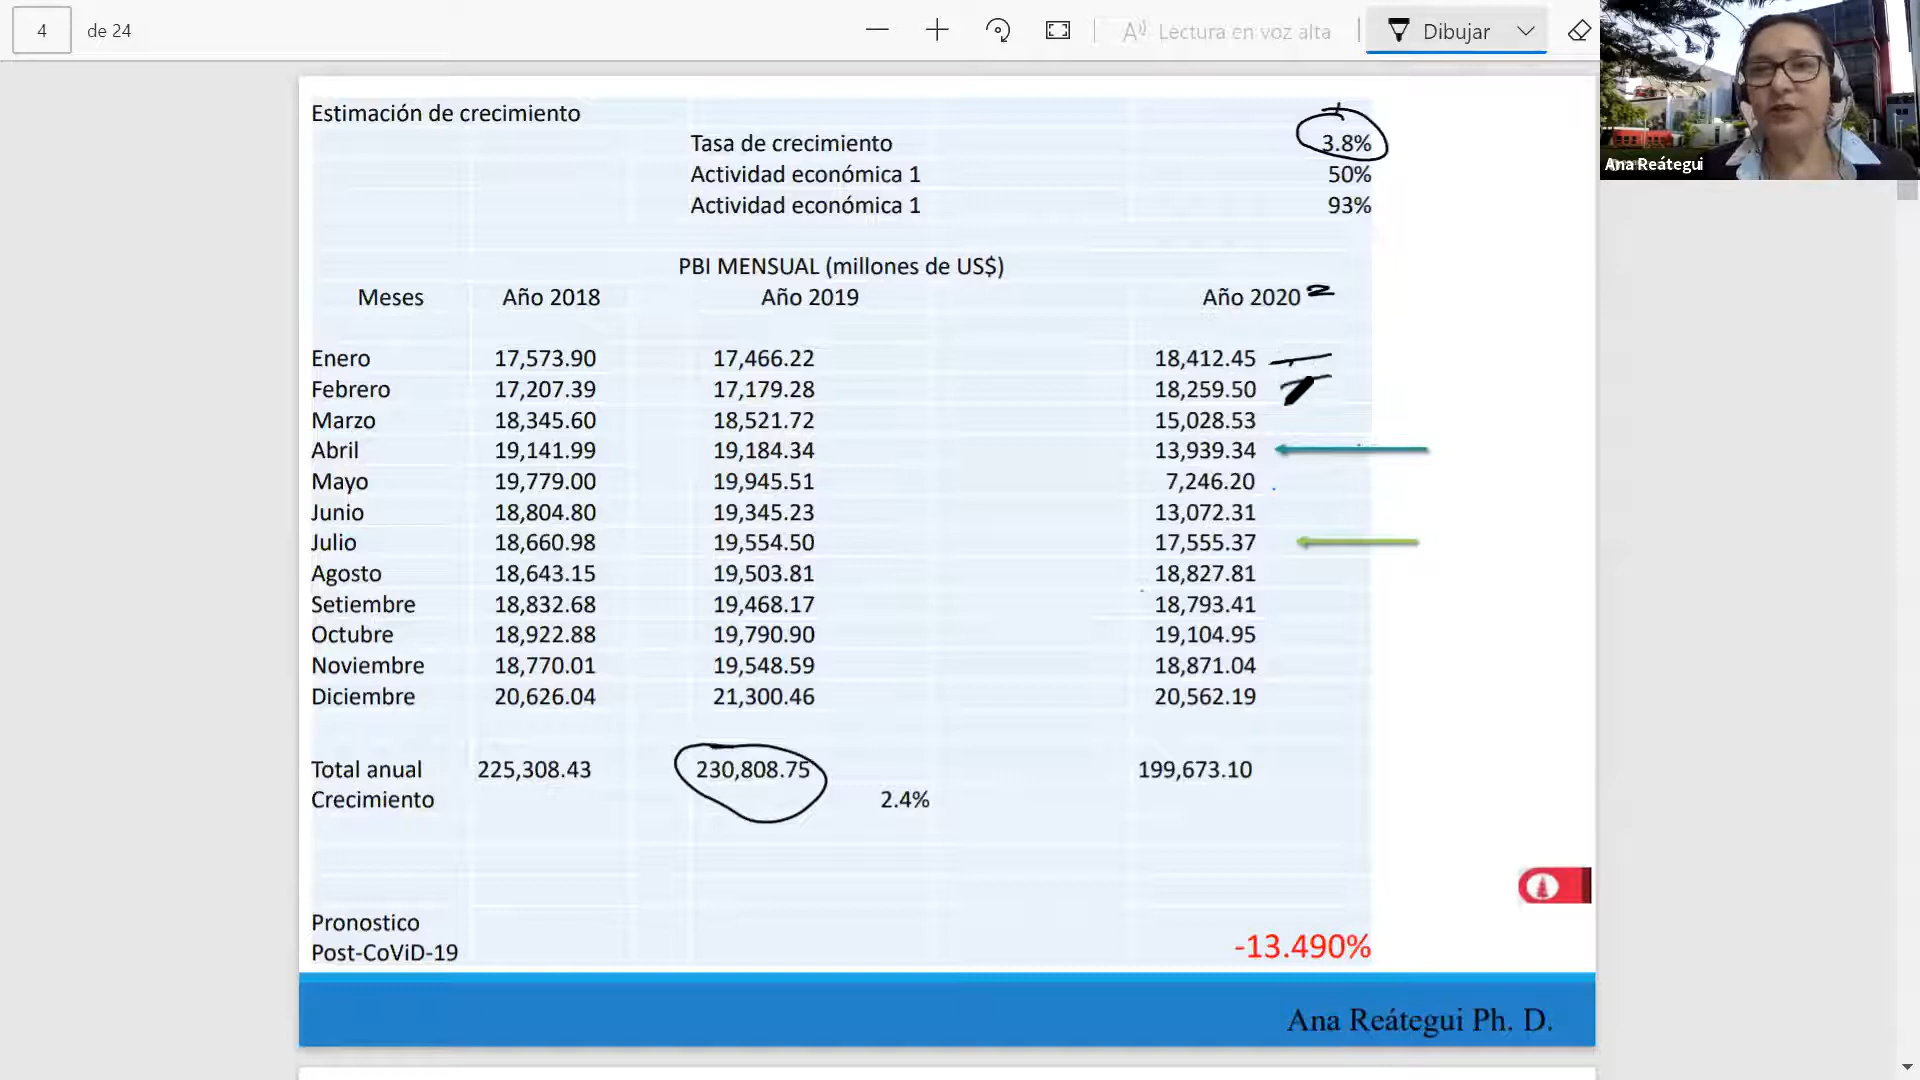 4 de 24 Lectura en voz alta Dibujar
Ana Reátegui
Estimación de crecimiento
Tasa de crecimiento 3.8%
Actividad económica 1 50%
Actividad económica 1 93%
PBI MENSUAL (millones de US$)
Meses Año 2018 Año 2019 Año 2020
Enero 17,573.90 17,466.22 18,412.45
Febrero 17,207.39 17,179.28 18,259.50
Marzo 18,345.60 18,521.72 15,028.53
Abril 19,141.99 19,184.34 13,939.34
Mayo 19,779.00 19,945.51 7,246.20
Junio 18,804.80 19,345.23 13,072.31
Julio 18,660.98 19,554.50 17,555.37
Agosto 18,643.15 19,503.81 18,827.81
Setiembre 18,832.68 19,468.17 18,793.41
Octubre 18,922.88 19,790.90 19,104.95
Noviembre 18,770.01 19,548.59 18,871.04
Diciembre 20,626.04 21,300.46 20,562.19
Total anual 225,308.43 230,808.75 199,673.10
Crecimiento 2.4%
Pronostico
Post-CoViD-19 -13.490%
Ana Reátegui Ph. D.